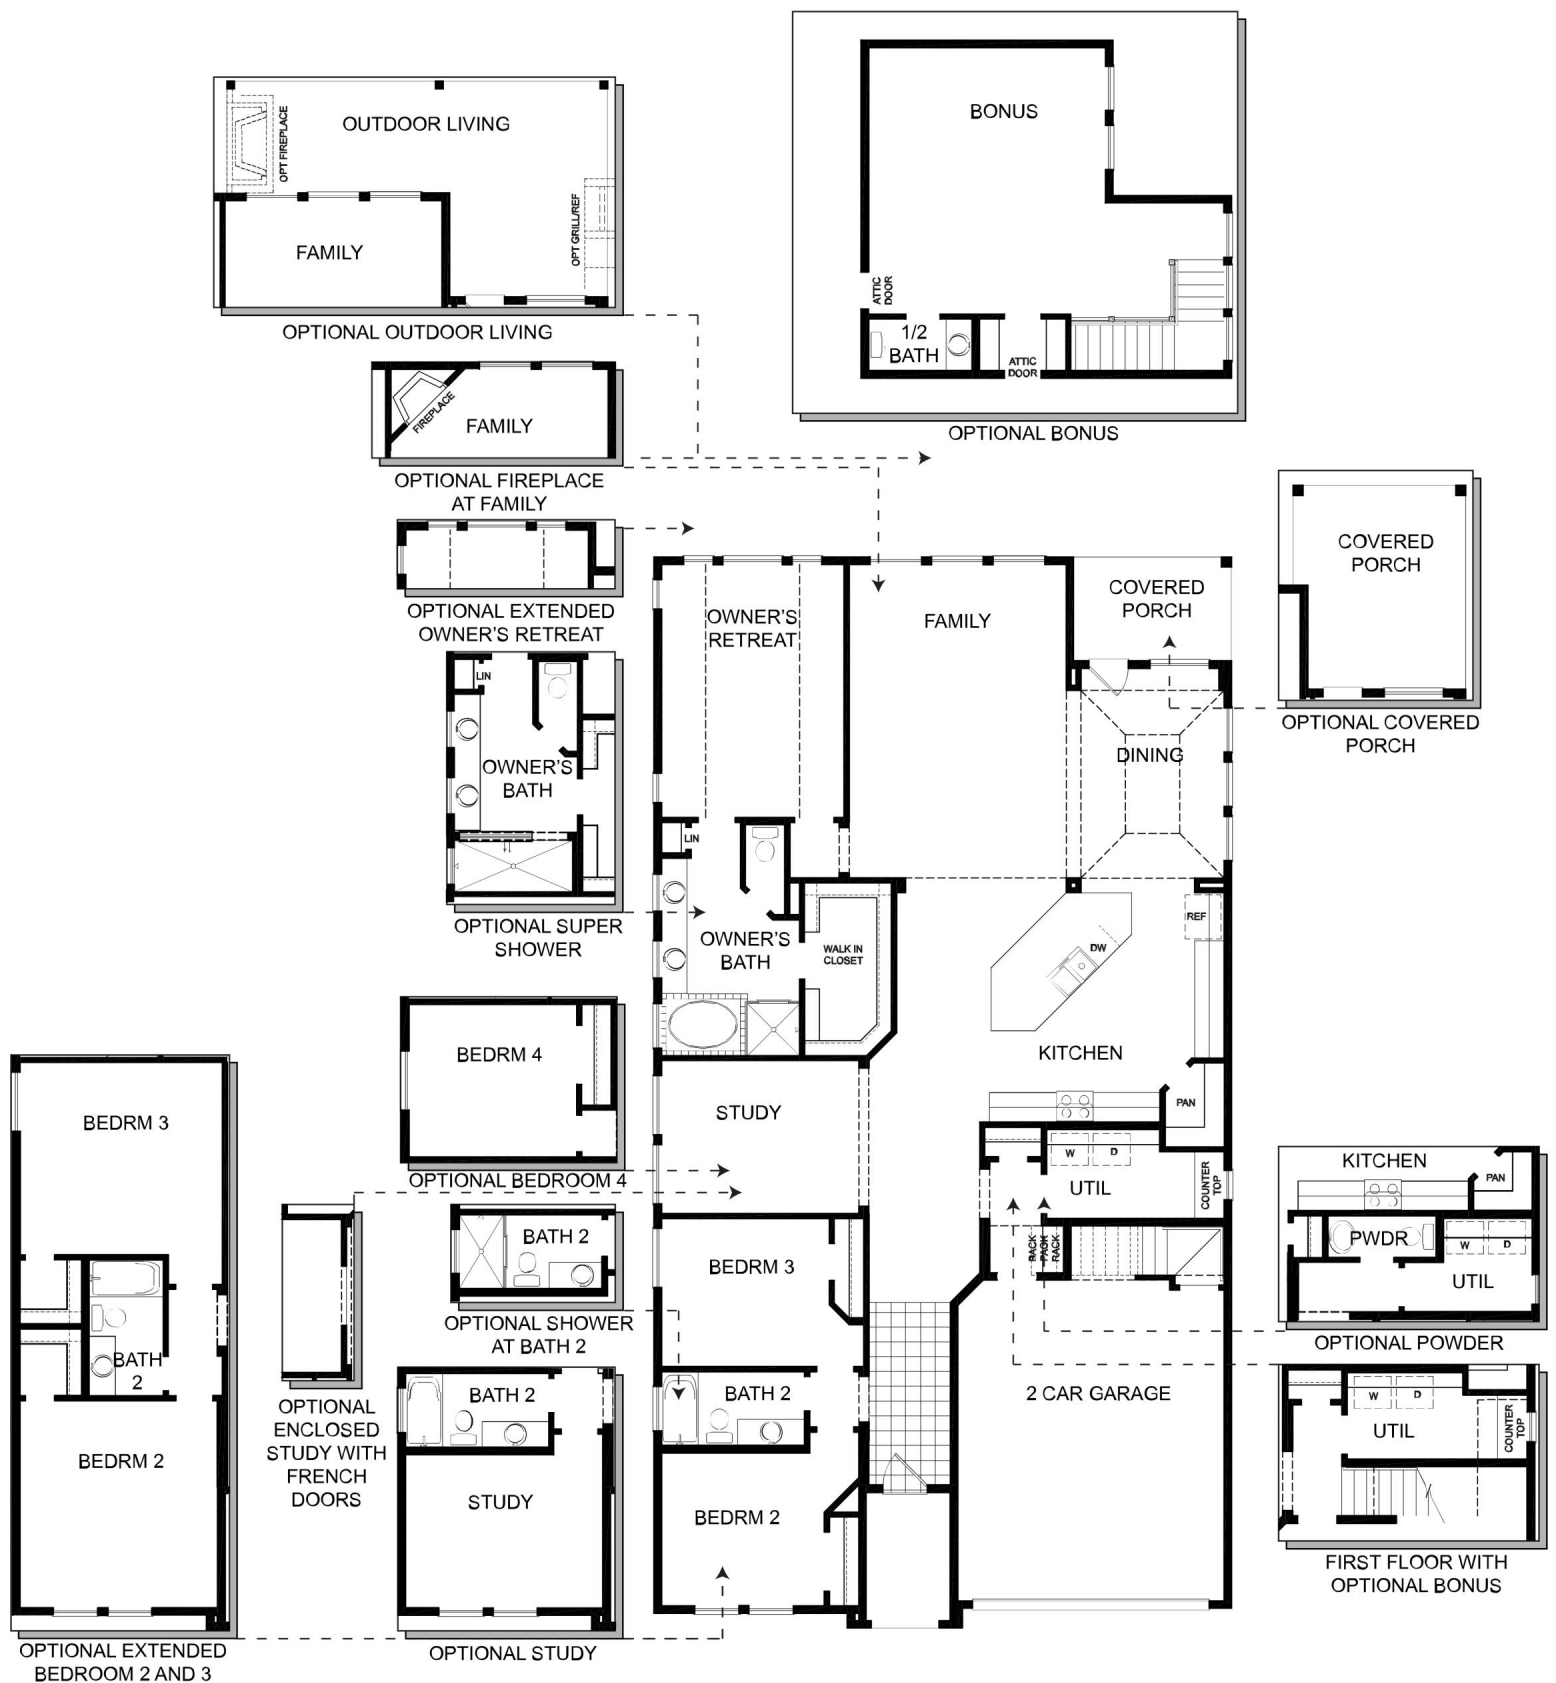 BONUS
ATTIC
DOOR
1/2
BATH
ATTIC
DOOR
OPTIONAL BONUS
OUTDOOR LIVING
OPT FIREPLACE
OPT GRILL/REF
FAMILY
OPTIONAL OUTDOOR LIVING
FIREPLACE
FAMILY
OPTIONAL FIREPLACE
AT FAMILY
OPTIONAL EXTENDED
OWNER'S RETREAT
LIN
OWNER'S
BATH
OPTIONAL SUPER
SHOWER
COVERED
PORCH
OPTIONAL COVERED
PORCH
OWNER'S
RETREAT
FAMILY
COVERED
PORCH
DINING
LIN
OWNER'S
BATH
WALK IN
CLOSET
REF
DW
KITCHEN
PAN
STUDY
W
D
UTIL
COUNTER
TOP
RACK
PACK
RACK
BEDRM 3
BATH 2
2 CAR GARAGE
BEDRM 2
BEDRM 4
OPTIONAL BEDROOM 4
BATH 2
OPTIONAL SHOWER
AT BATH 2
OPTIONAL
ENCLOSED
STUDY WITH
FRENCH
DOORS
BATH 2
STUDY
OPTIONAL STUDY
BEDRM 3
BATH
2
BEDRM 2
OPTIONAL EXTENDED
BEDROOM 2 AND 3
KITCHEN
PAN
PWDR
W
D
UTIL
OPTIONAL POWDER
W
D
UTIL
COUNTER
TOP
FIRST FLOOR WITH
OPTIONAL BONUS